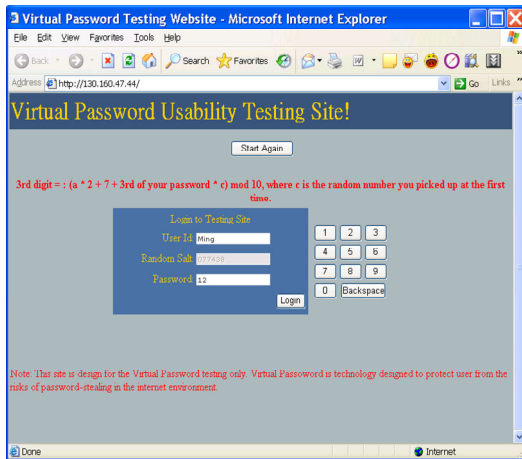 Virtual Password Testing Website - Microsoft Internet Explorer
File Edit View Favorites Tools Help
Back Search Favorites
Address http://130.160.47.44/ Go Links
Virtual Password Usability Testing Site!
Start Again
3rd digit = : (a * 2 + 7 + 3rd of your password * c) mod 10, where c is the random number you picked up at the first
time.
Login to Testing Site
User Id: Ming
Random Salt: 077438
Password: 12
Login
1 2 3
4 5 6
7 8 9
0 Backspace
Note: This site is design for the Virtual Password testing only. Virtual Passoword is technology designed to protect user from the
risks of password-stealing in the internet environment.
Done Internet